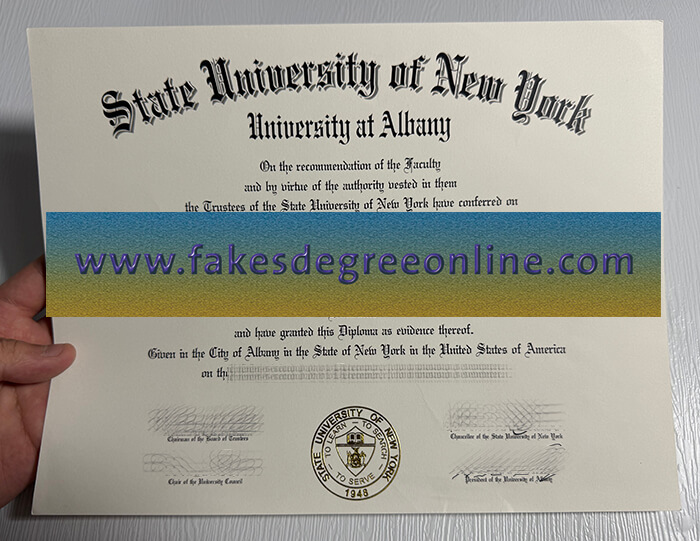 State University of New York
University at Albany
On the recommendation of the Faculty
and by virtue of the authority vested in them
the Trustees of the State University of New York have conferred on
www.fakesdegreeonline.com
and have granted this Diploma as evidence thereof.
Given in the City of Albany in the State of New York in the United States of America
on
Chairman of the Board of Trustees
Chancellor of the State University of New York
Chair of the University Council
President of the University of Albany
STATE UNIVERSITY OF NEW YORK
TO LEARN – TO SEARCH
– TO SERVE –
1948